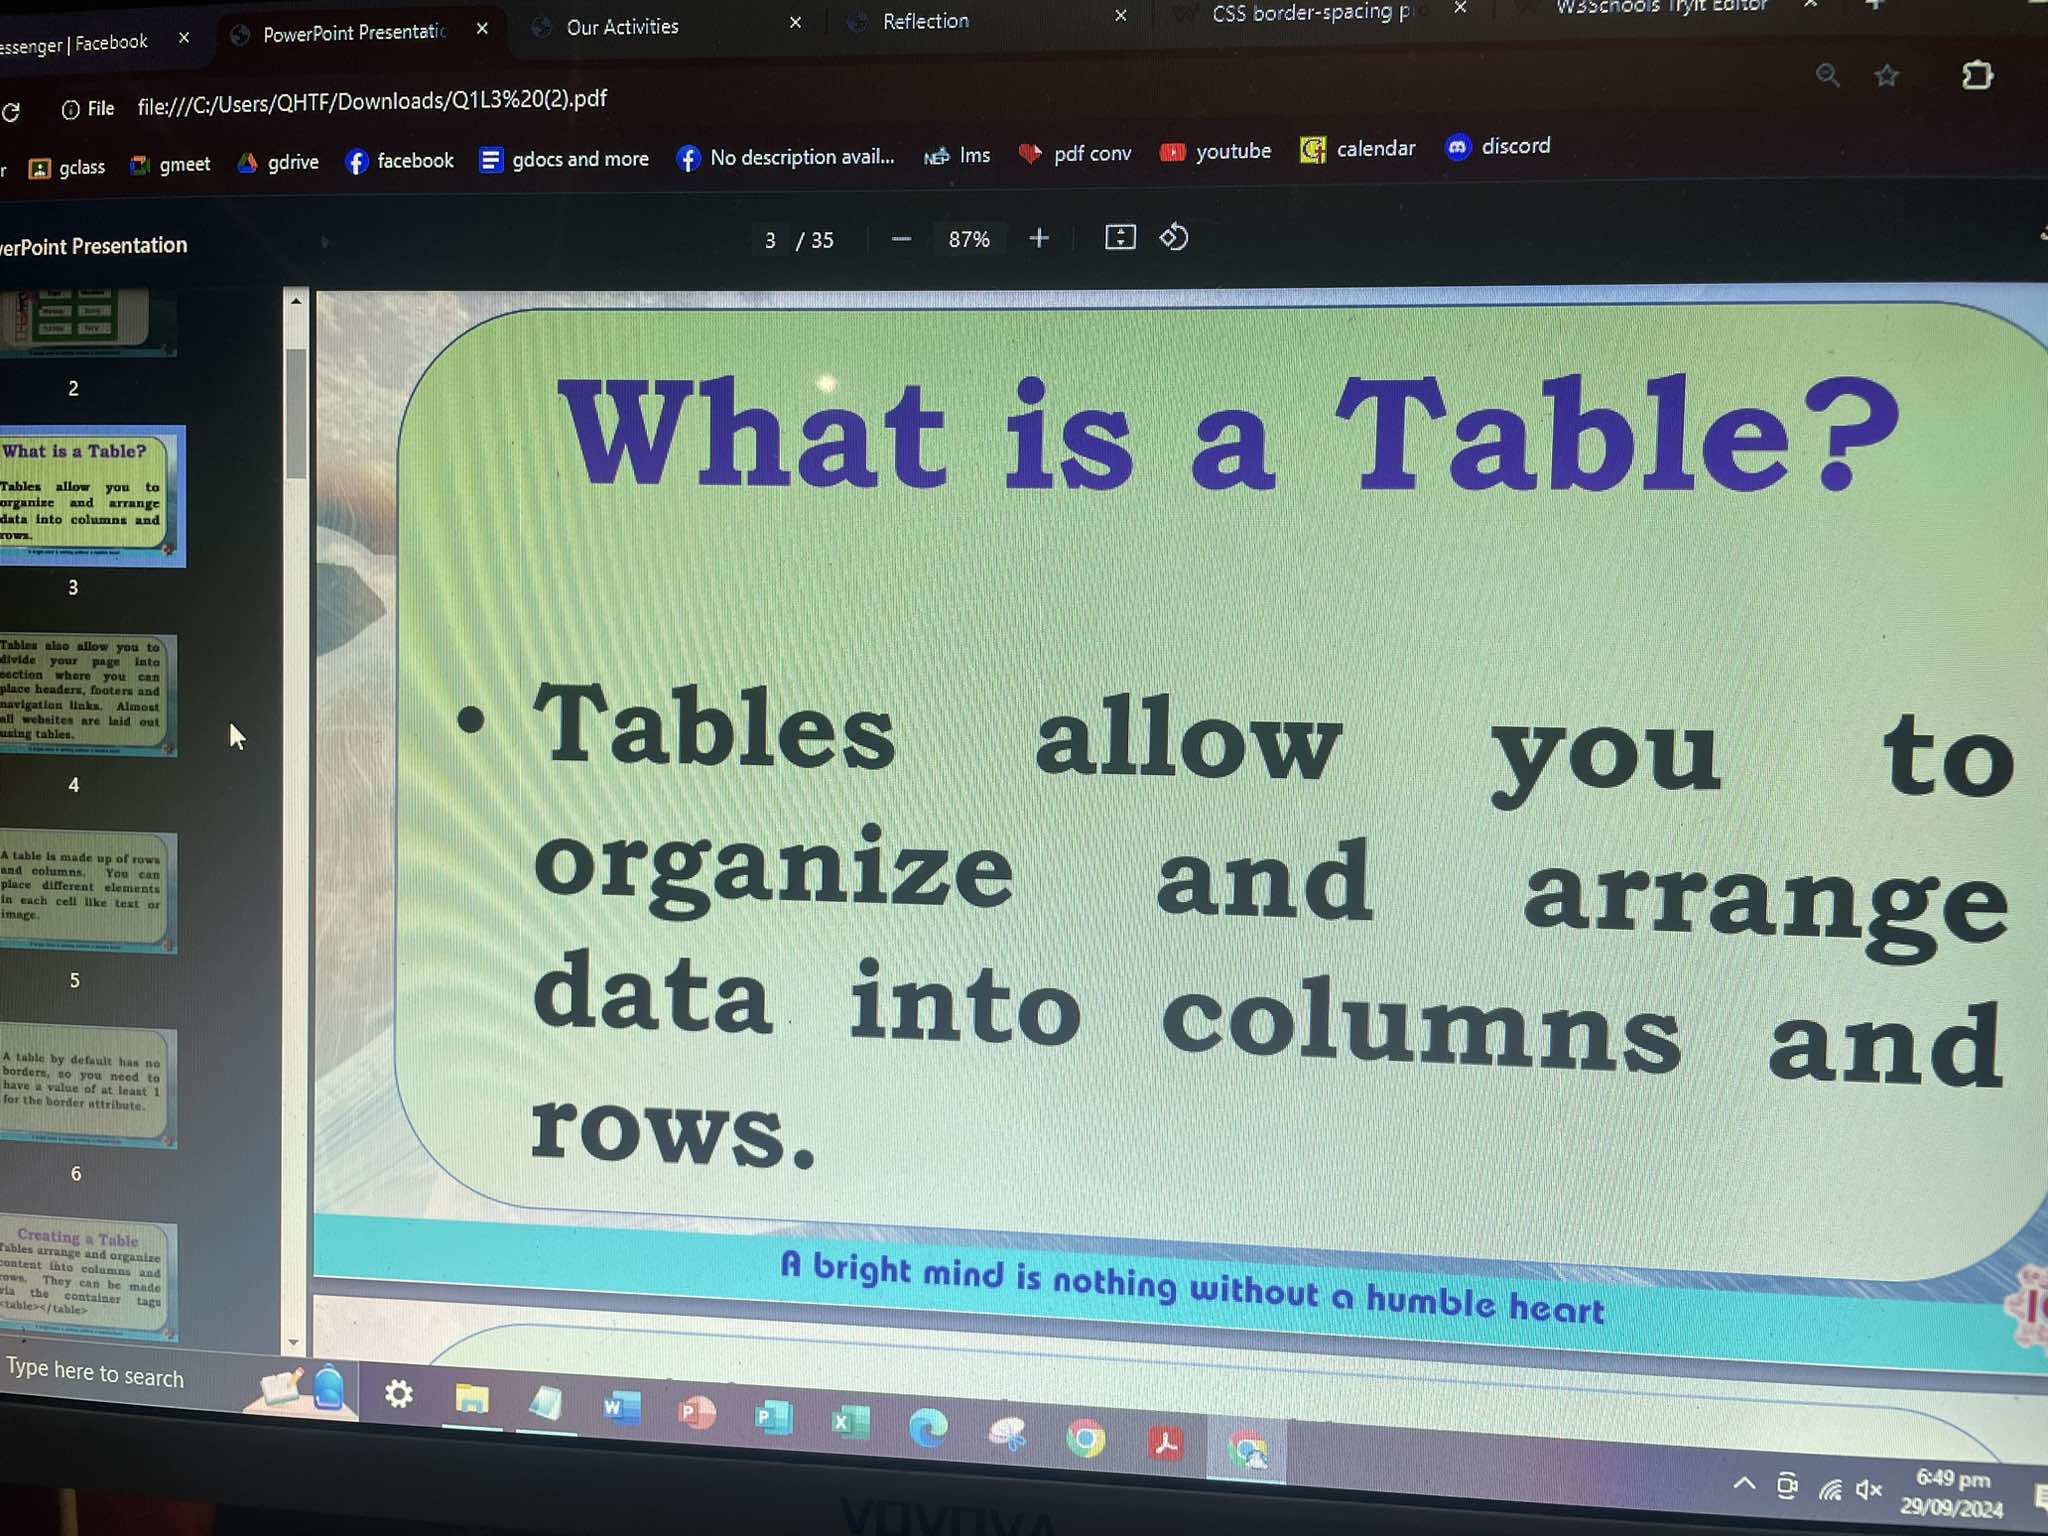 essenger | Facebook
PowerPoint Presentatic
Our Activities
Reflection
CSS border-spacing p
W3Schools Tryit Editor
File file:///C:/Users/QHTF/Downloads/Q1L3%20(2).pdf
r gclass gmeet gdrive facebook gdocs and more No description avail... lms pdf conv youtube calendar discord
verPoint Presentation
3 / 35 87%
2
What is a Table?
Tables allow you to
organize and arrange
data into columns and
rows.
3
Tables also allow you to
divide your page into
section where you can
place headers, footers and
navigation links. Almost
all websites are laid out
using tables.
4
A table is made up of rows
and columns. You can
place different elements
in each cell like text or
image.
5
A table by default has no
borders, so you need to
have a value of at least 1
for the border attribute.
6
Creating a Table
Tables arrange and organize
content into columns and
rows. They can be made
via the container tags
<table></table>
What is a Table?
• Tables allow you to
organize and arrange
data into columns and
rows.
A bright mind is nothing without a humble heart
Type here to search
6:49 pm
29/09/2024